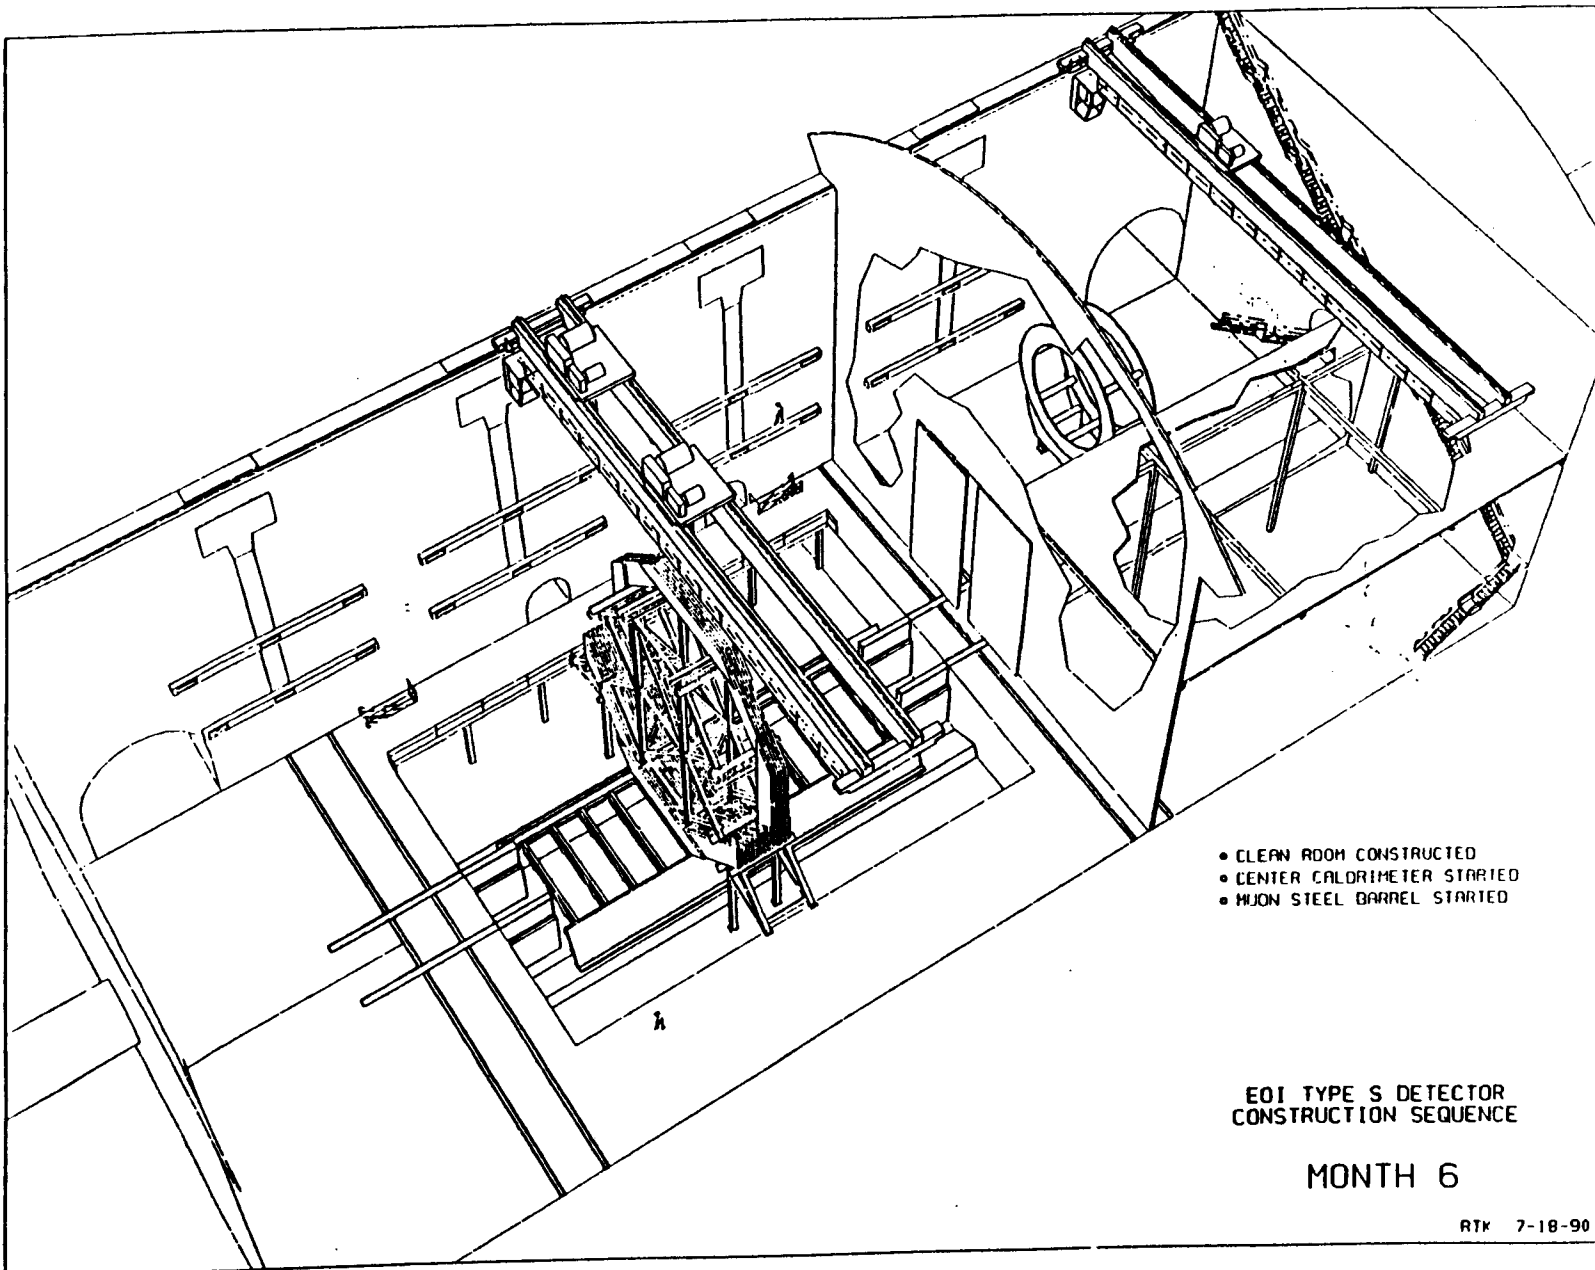 • CLEAN ROOM CONSTRUCTED
• CENTER CALORIMETER STARTED
• MUON STEEL BARREL STARTED
EOI TYPE S DETECTOR
CONSTRUCTION SEQUENCE
MONTH 6
RTK 7-18-90